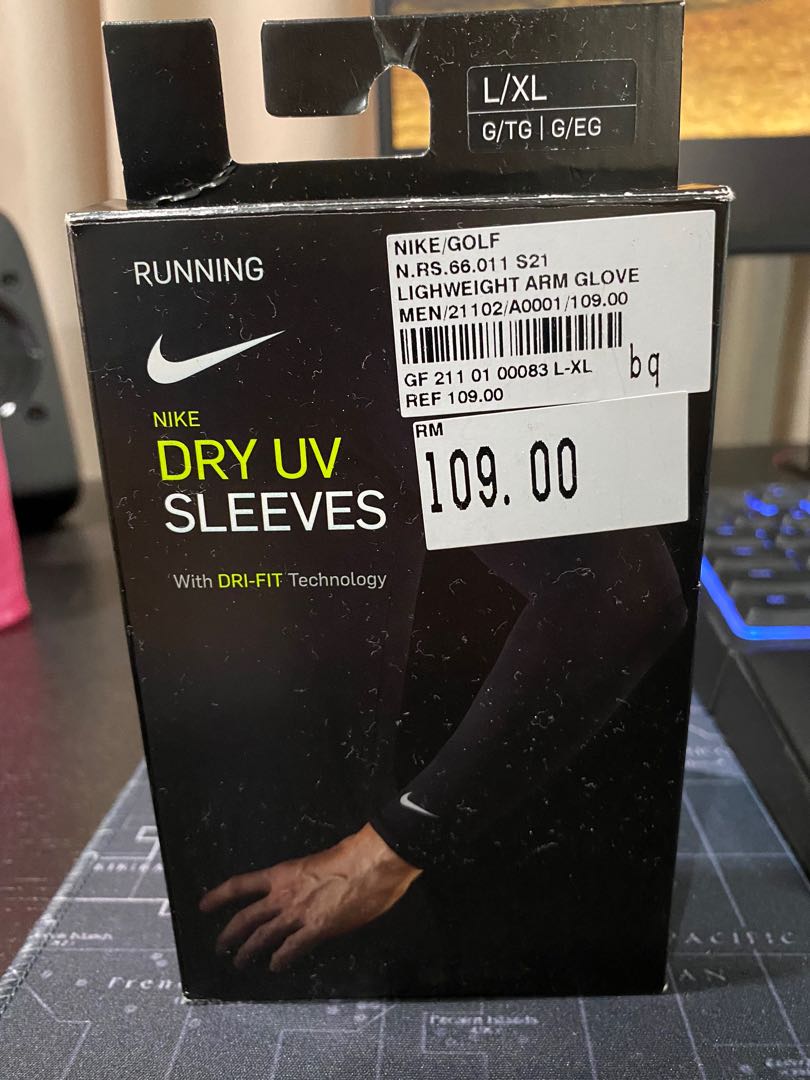 L/XL
G/TG | G/EG
RUNNING
NIKE
DRY UV
SLEEVES
With DRI-FIT Technology
NIKE/GOLF
N.RS.66.011 S21
LIGHWEIGHT ARM GLOVE
MEN/21102/A0001/109.00
GF 211 01 00083 L-XL
bq
REF 109.00
RM
109.00
ACIFIC
AN